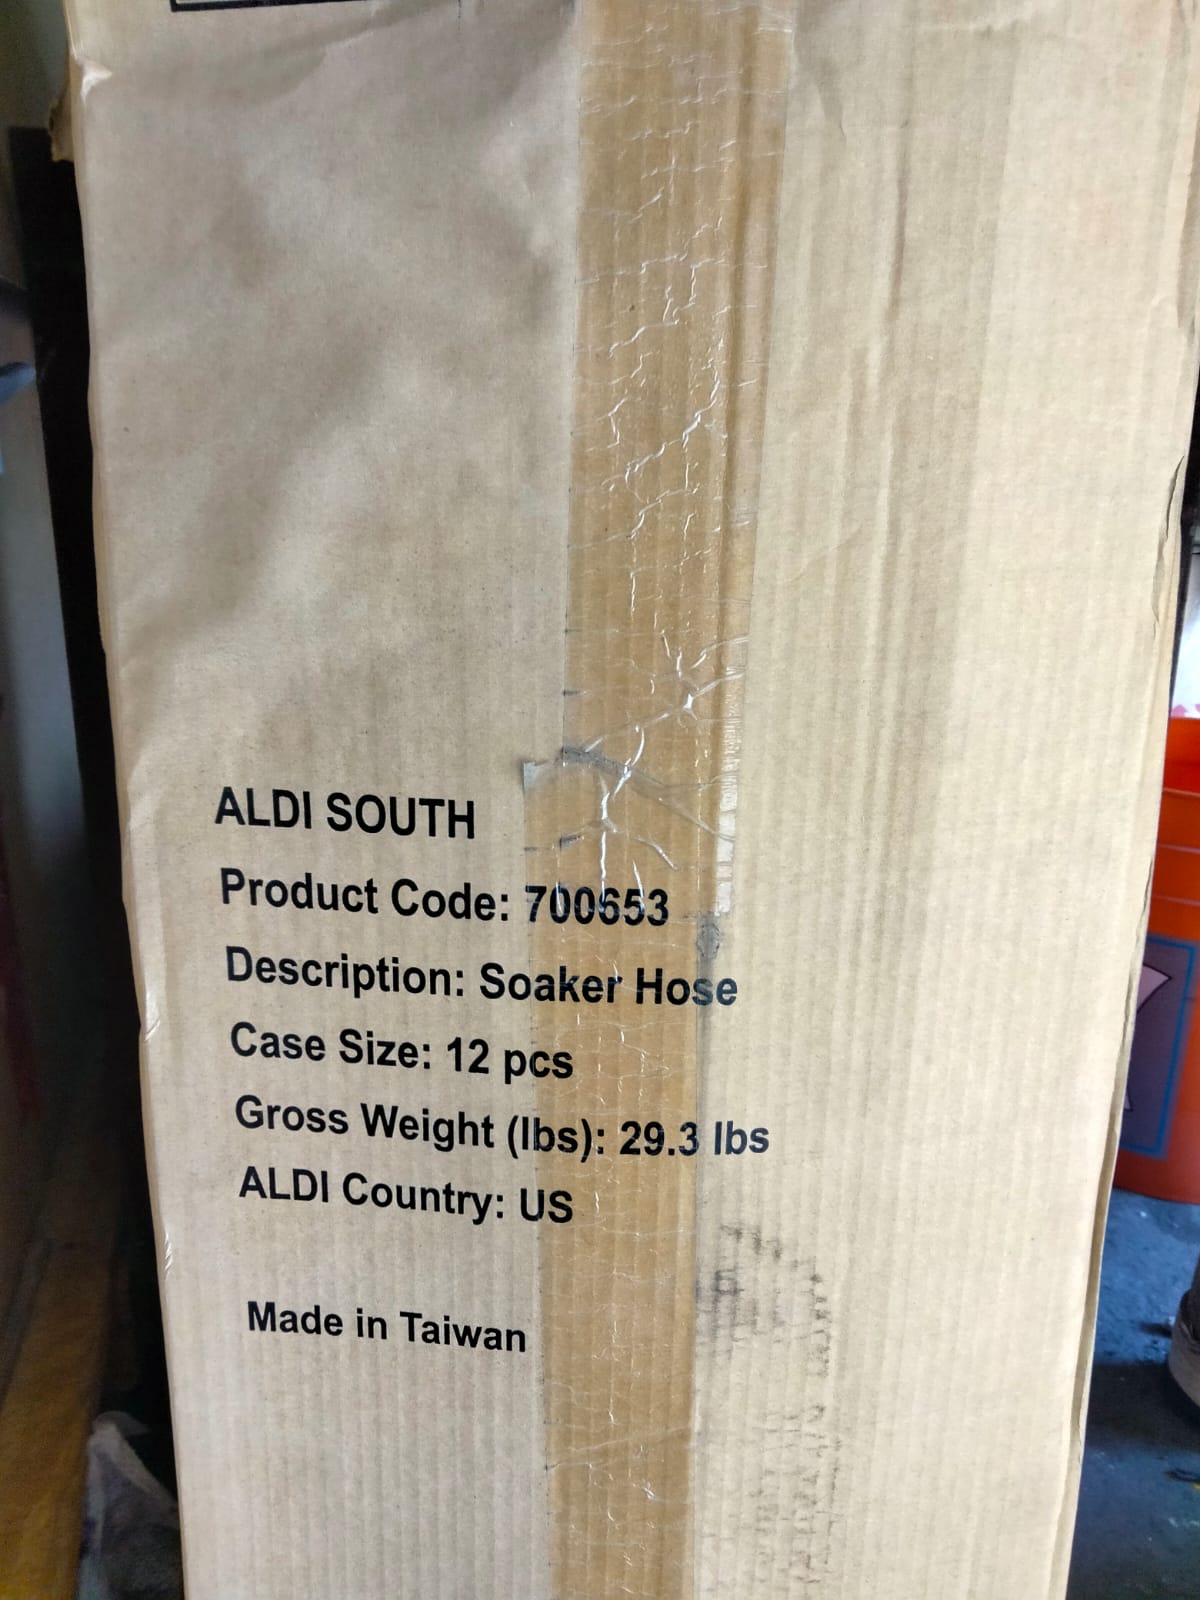 ALDI SOUTH
Product Code: 700653
Description: Soaker Hose
Case Size: 12 pcs
Gross Weight (lbs): 29.3 lbs
ALDI Country: US
Made in Taiwan